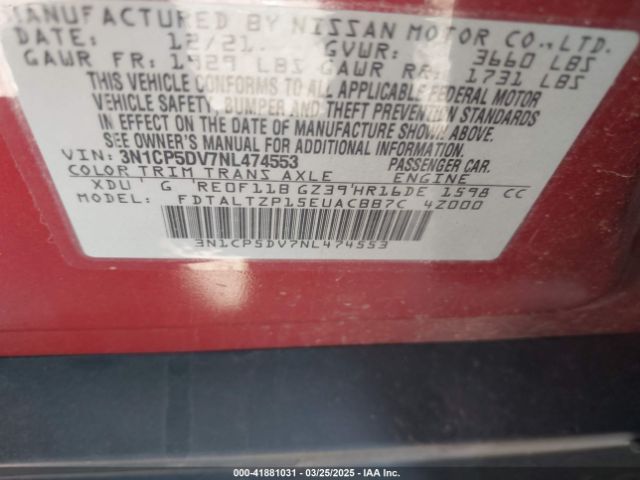 MANUFACTURED BY NISSAN MOTOR CO., LTD.
DATE: 12/21. GVWR: 3660 LBS
GAWR FR: 1929 LBS GAWR RR: 1731 LBS
THIS VEHICLE CONFORMS TO ALL APPLICABLE FEDERAL MOTOR
VEHICLE SAFETY, BUMPER AND THEFT PREVENTION STANDARDS
IN EFFECT ON THE DATE OF MANUFACTURE SHOWN ABOVE.
SEE OWNER'S MANUAL FOR ADDITIONAL INFORMATION.
VIN: 3N1CP5DV7NL474553 PASSENGER CAR.
COLOR TRIM TRANS AXLE ENGINE
XDU G RE0F11B GZ39 HR16DE 1598 CC
FDTALTZP15EUAC8B7C 4Z000
3N1CP5DV7NL474553
000-41881031 - 03/25/2025 - IAA Inc.